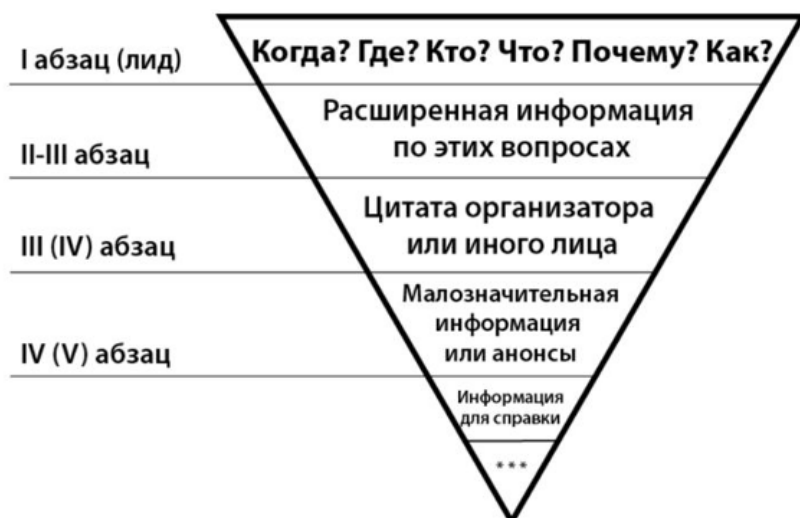 I абзац (лид)
Когда? Где? Кто? Что? Почему? Как?
II-III абзац
Расширенная информация
по этих вопросах
III (IV) абзац
Цитата организатора
или иного лица
IV (V) абзац
Малозначительная
информация
или анонсы
Информация
для справки
***